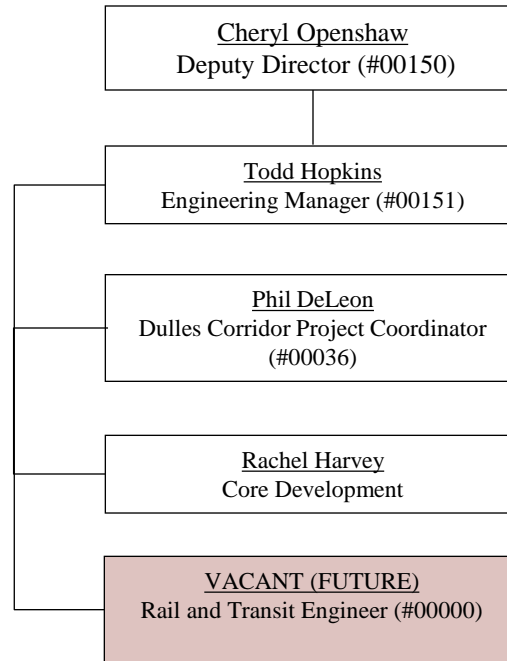 Cheryl Openshaw
Deputy Director (#00150)
Todd Hopkins
Engineering Manager (#00151)
Phil DeLeon
Dulles Corridor Project Coordinator
(#00036)
Rachel Harvey
Core Development
VACANT (FUTURE)
Rail and Transit Engineer (#00000)